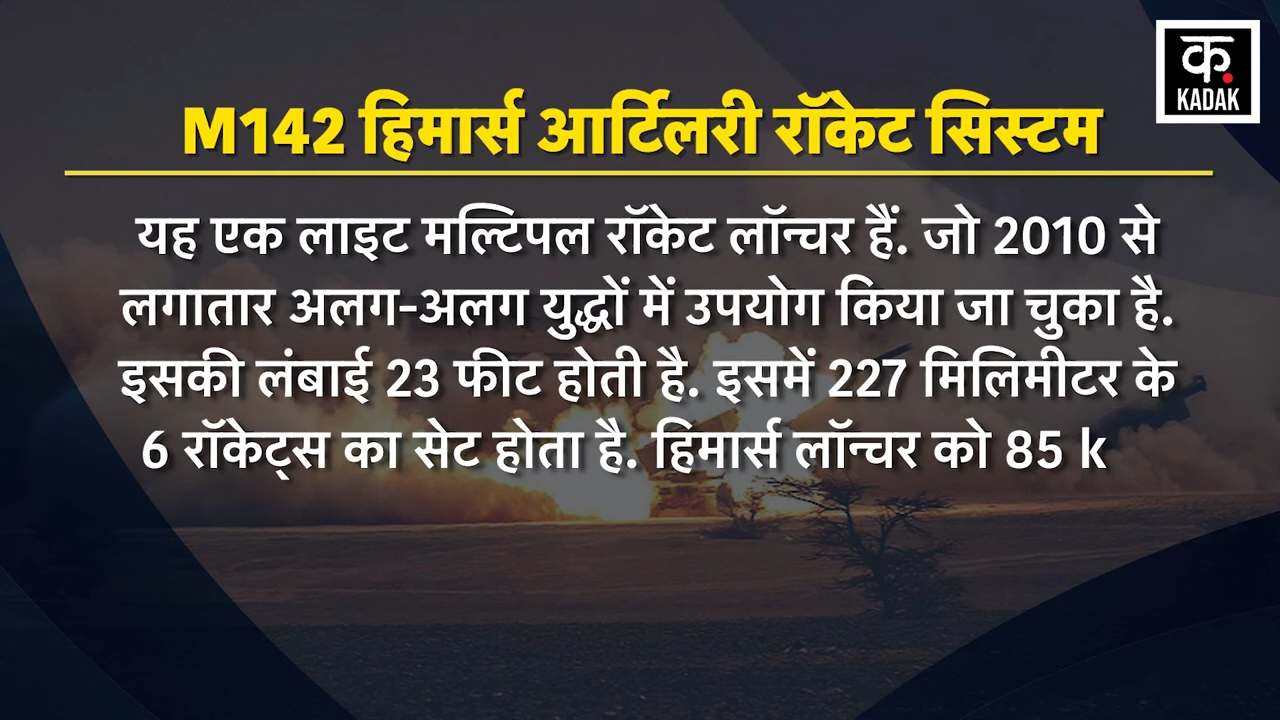 क.
KADAK
M142 हिमार्स आर्टिलरी रॉकेट सिस्टम
यह एक लाइट मल्टिपल रॉकेट लॉन्चर हैं. जो 2010 से
लगातार अलग-अलग युद्धों में उपयोग किया जा चुका है.
इसकी लंबाई 23 फीट होती है. इसमें 227 मिलिमीटर के
6 रॉकेट्स का सेट होता है. हिमार्स लॉन्चर को 85 k